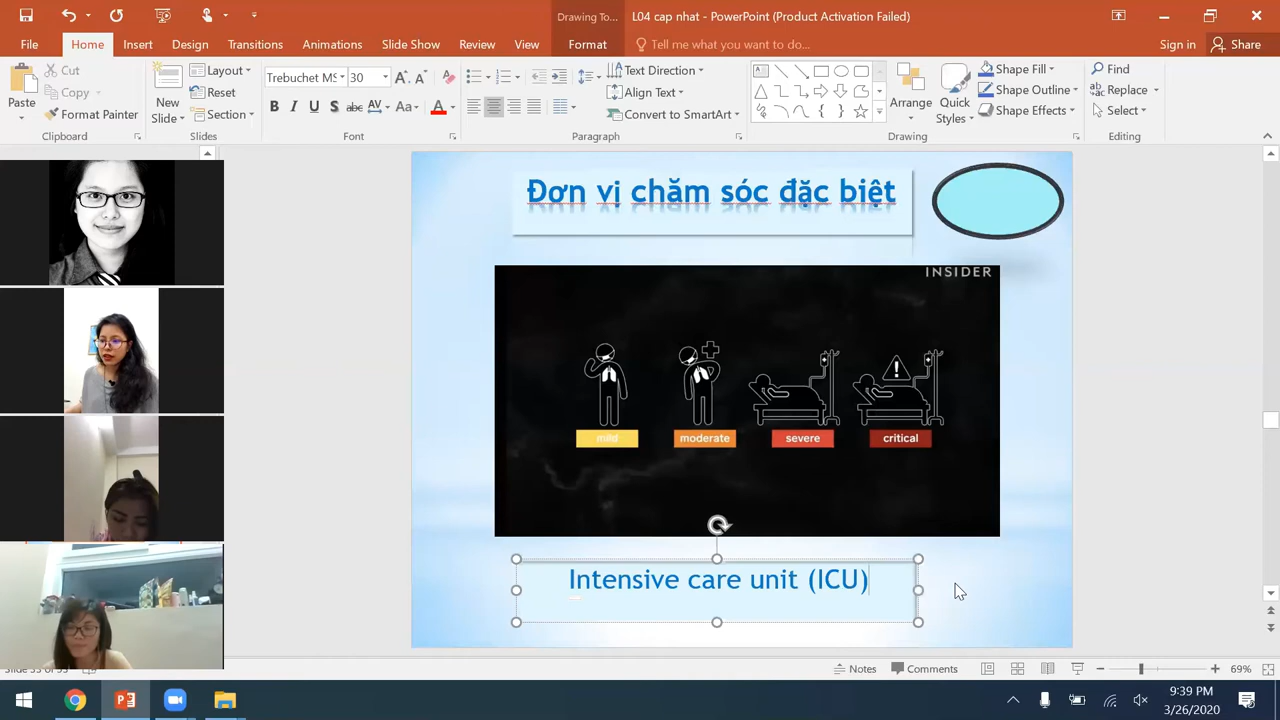 L04 cap nhat - PowerPoint (Product Activation Failed)
Drawing To...
File Home Insert Design Transitions Animations Slide Show Review View Format Tell me what you want to do... Sign in Share
Paste Cut Copy Format Painter
New Slide Layout Reset Section
Trebuchet MS 30
B I U S abc AV Aa A
Text Direction Align Text Convert to SmartArt
Arrange Quick Styles
Shape Fill Shape Outline Shape Effects
Find Replace Select
Clipboard Slides Font Paragraph Drawing Editing
Đơn vị chăm sóc đặc biệt
INSIDER
mild moderate severe critical
Intensive care unit (ICU)
Notes Comments 69%
9:39 PM
3/26/2020